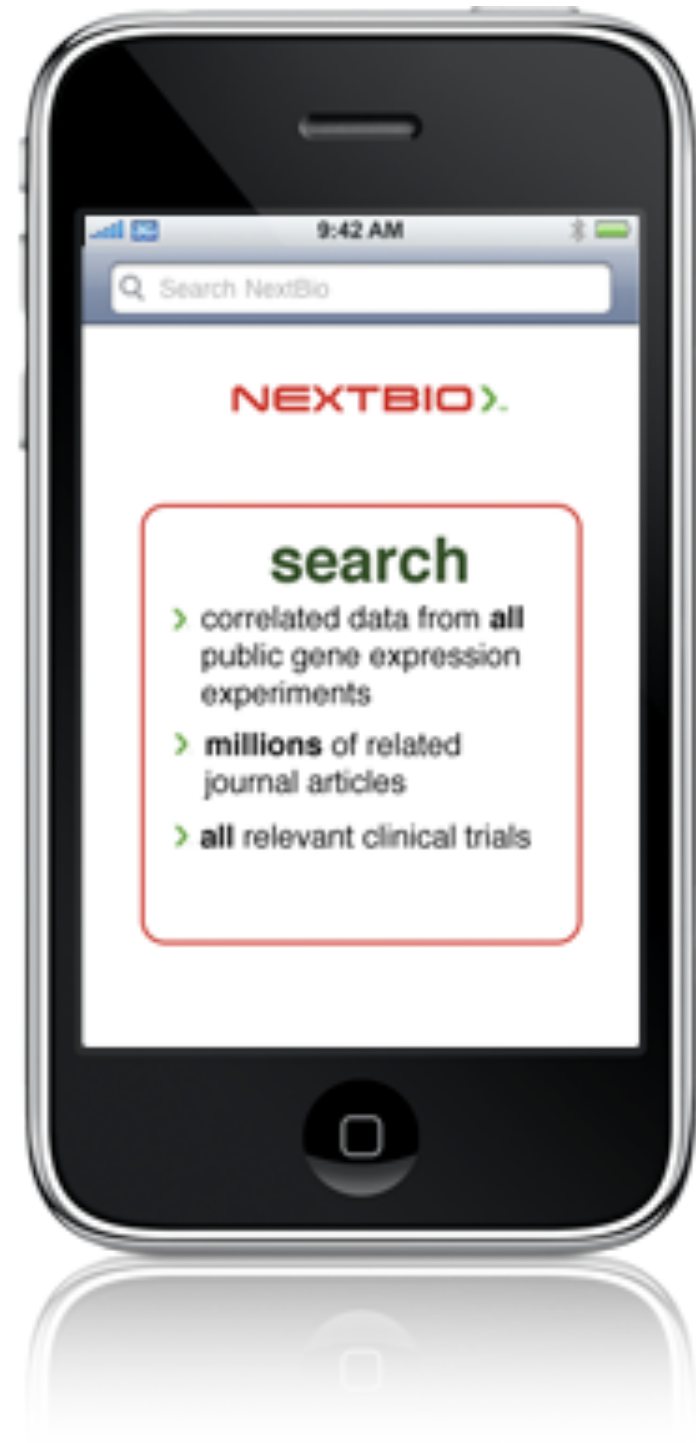 9:42 AM
Search NextBio
NEXTBIO
search
correlated data from all
public gene expression
experiments
millions of related
journal articles
all relevant clinical trials